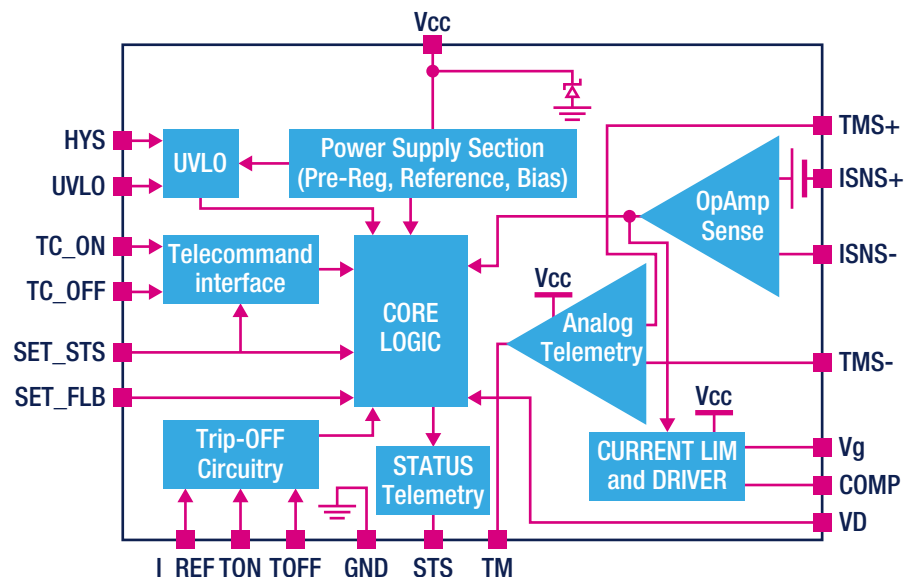 Vcc
HYS
UVLO
TC_ON
TC_OFF
SET_STS
SET_FLB
UVLO
Power Supply Section
(Pre-Reg, Reference, Bias)
Telecommand
interface
CORE
LOGIC
Trip-OFF
Circuitry
STATUS
Telemetry
OpAmp
Sense
Vcc
Analog
Telemetry
Vcc
CURRENT LIM
and DRIVER
TMS+
ISNS+
ISNS-
TMS-
Vg
COMP
VD
I_REF
TON
TOFF
GND
STS
TM